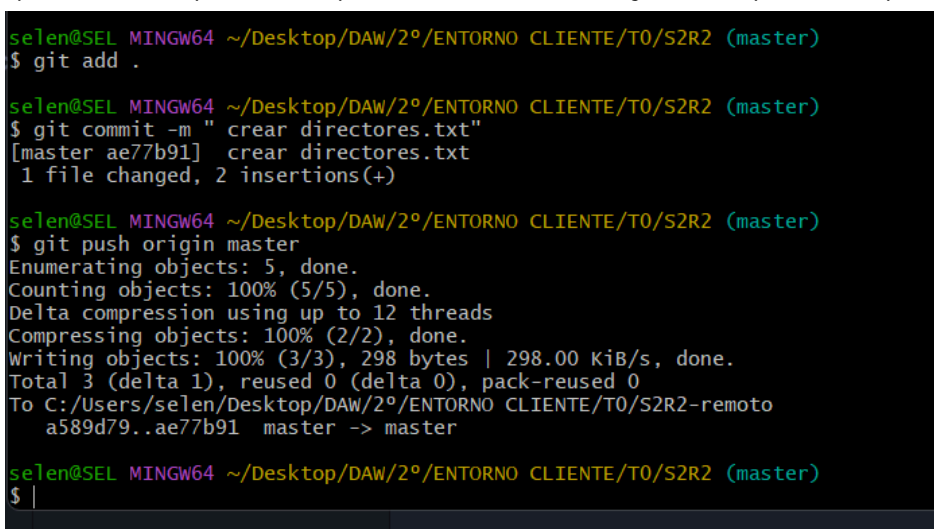 selen@SEL MINGW64 ~/Desktop/DAW/2º/ENTORNO CLIENTE/T0/S2R2 (master)
$ git add .
selen@SEL MINGW64 ~/Desktop/DAW/2º/ENTORNO CLIENTE/T0/S2R2 (master)
$ git commit -m " crear directores.txt"
[master ae77b91]  crear directores.txt
 1 file changed, 2 insertions(+)
selen@SEL MINGW64 ~/Desktop/DAW/2º/ENTORNO CLIENTE/T0/S2R2 (master)
$ git push origin master
Enumerating objects: 5, done.
Counting objects: 100% (5/5), done.
Delta compression using up to 12 threads
Compressing objects: 100% (2/2), done.
Writing objects: 100% (3/3), 298 bytes | 298.00 KiB/s, done.
Total 3 (delta 1), reused 0 (delta 0), pack-reused 0
To C:/Users/selen/Desktop/DAW/2º/ENTORNO CLIENTE/T0/S2R2-remoto
   a589d79..ae77b91  master -> master
selen@SEL MINGW64 ~/Desktop/DAW/2º/ENTORNO CLIENTE/T0/S2R2 (master)
$